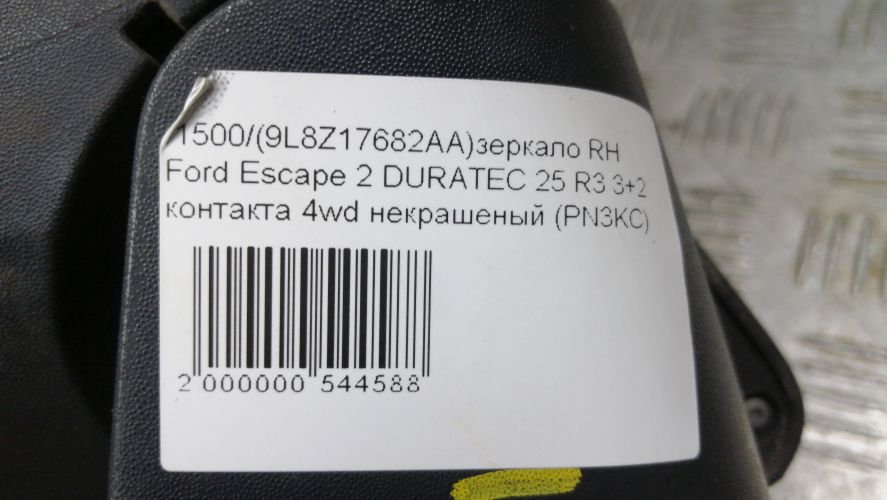 1500/(9L8Z17682AA)зеркало RH
Ford Escape 2 DURATEC 25 R3 3+2
контакта 4wd некрашеный (PN3KC)
2 000000 544588